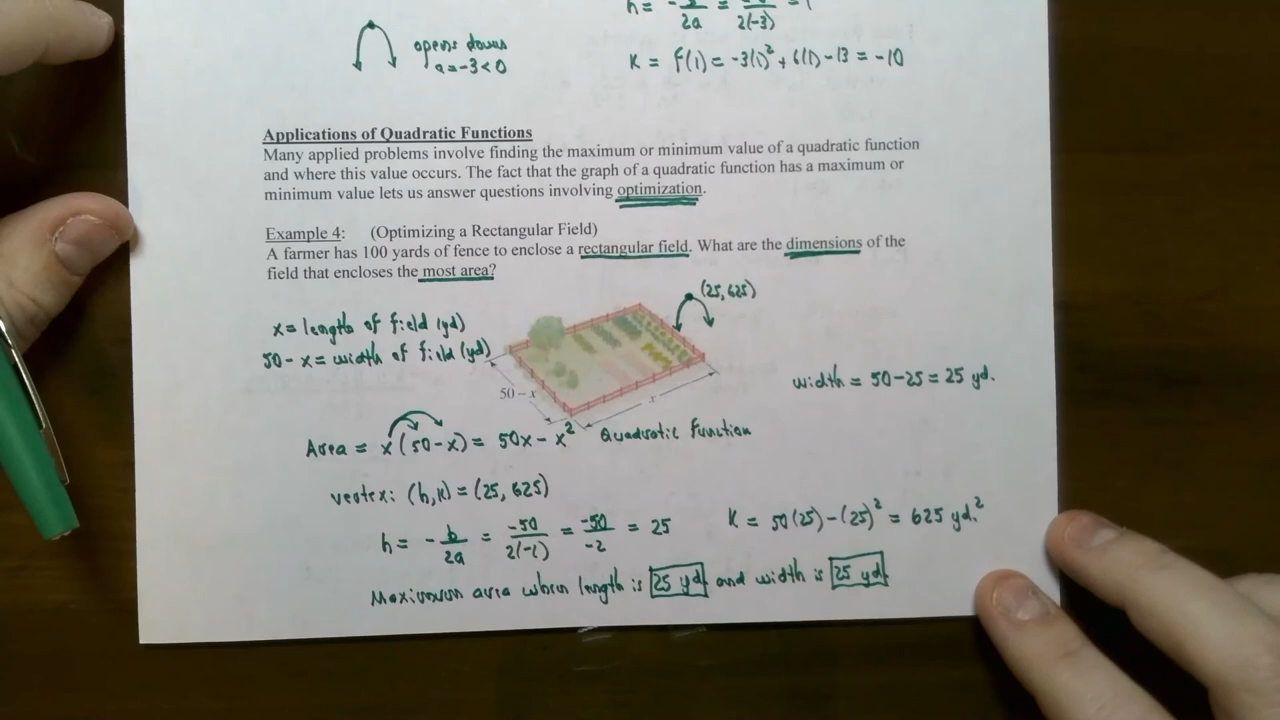 h = - b/2a = -6/2(-3) = 1
opens down
a = -3 < 0
K = f(1) = -3(1)² + 6(1) - 13 = -10
Applications of Quadratic Functions
Many applied problems involve finding the maximum or minimum value of a quadratic function
and where this value occurs. The fact that the graph of a quadratic function has a maximum or
minimum value lets us answer questions involving optimization.
Example 4: (Optimizing a Rectangular Field)
A farmer has 100 yards of fence to enclose a rectangular field. What are the dimensions of the
field that encloses the most area?
(25, 625)
x = length of field (yd)
50 - x = width of field (yd)
50 - x
x
width = 50 - 25 = 25 yd.
Area = x(50 - x) = 50x - x² Quadratic Function
vertex: (h, K) = (25, 625)
h = - b/2a = -50/2(-1) = -50/-2 = 25
K = 50(25) - (25)² = 625 yd.²
Maximum area when length is 25 yd. and width is 25 yd.